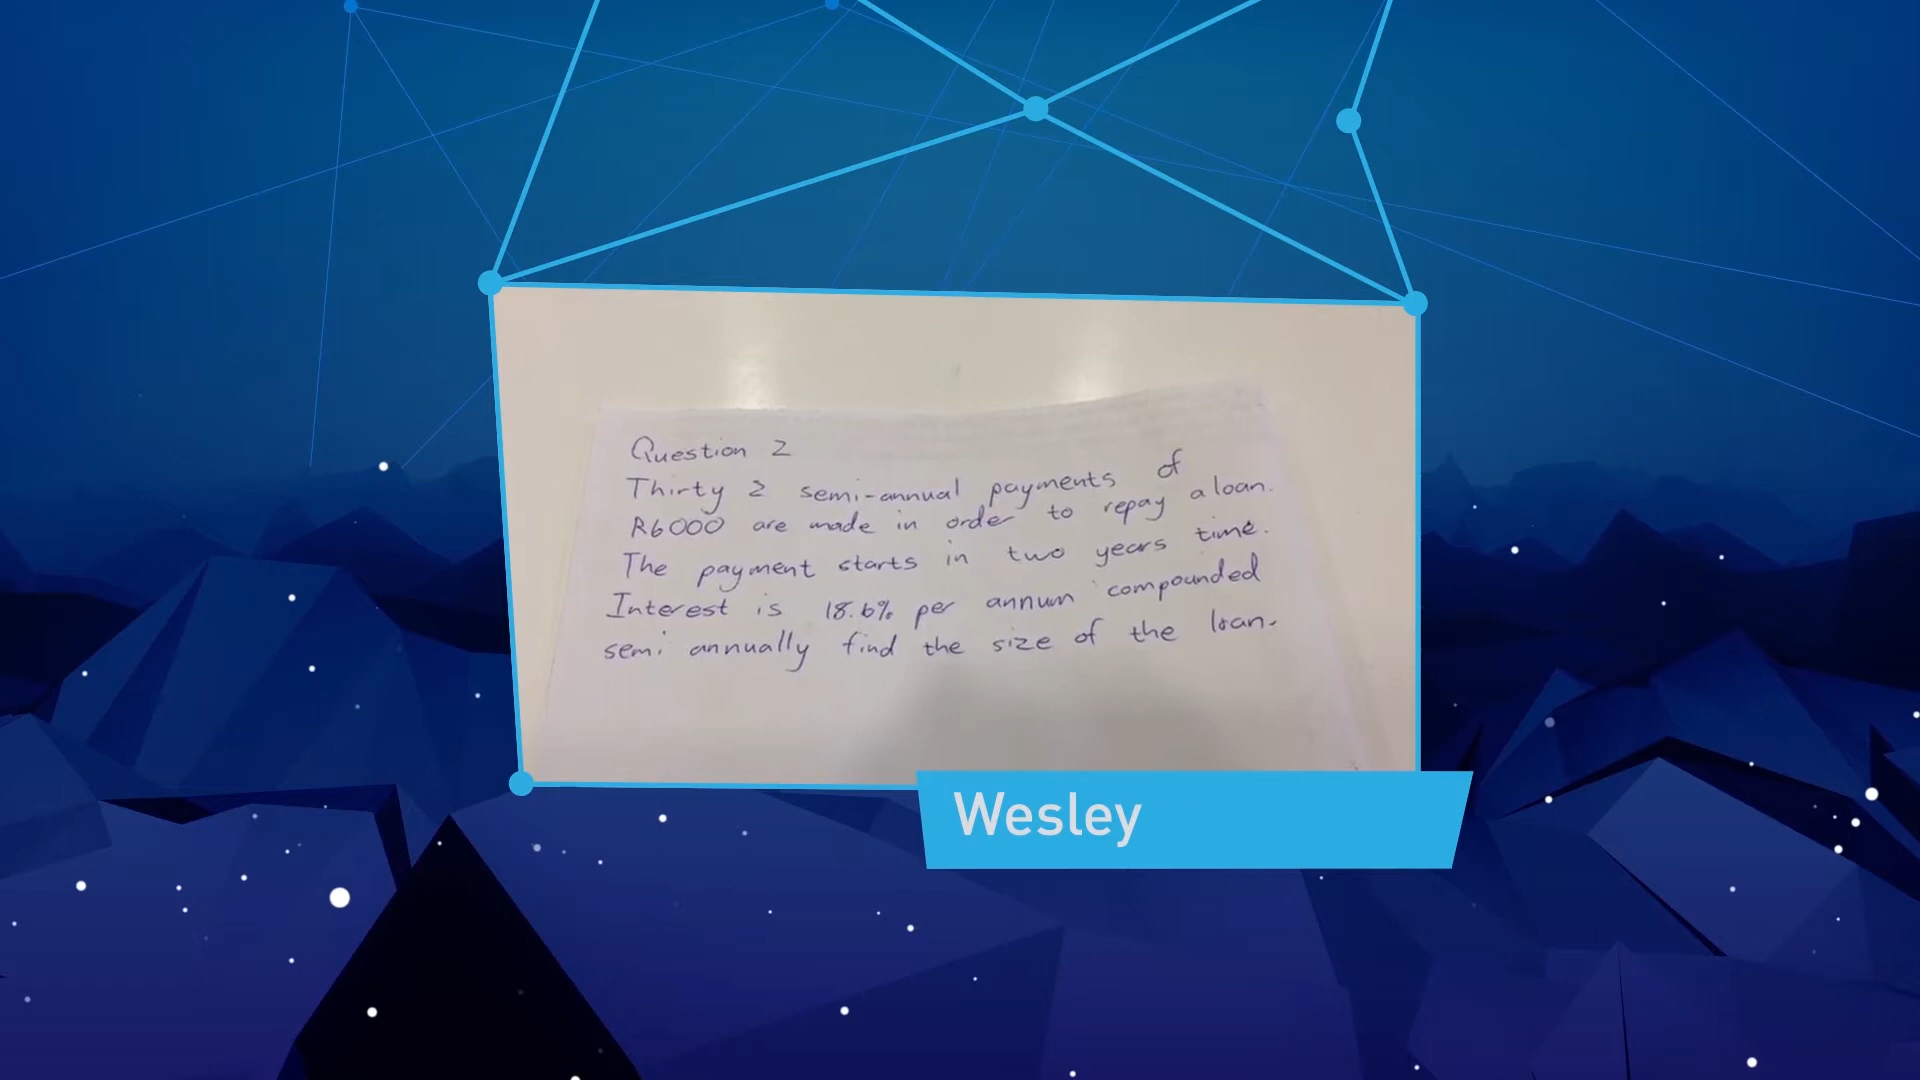 Question 2
Thirty 2 semi-annual payments of
R6000 are made in order to repay a loan.
The payment starts in two years time.
Interest is 18.6% per annum compounded
semi annually find the size of the loan.
Wesley